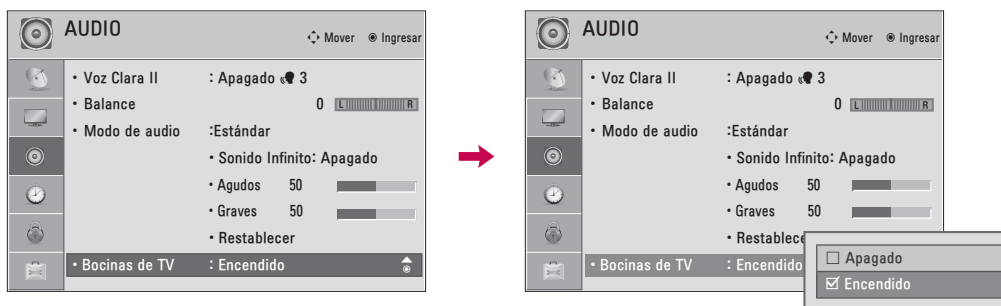 AUDIO
Mover Ingresar
• Voz Clara II : Apagado 3
• Balance 0 L R
• Modo de audio :Estándar
• Sonido Infinito: Apagado
• Agudos 50
• Graves 50
• Restablecer
• Bocinas de TV : Encendido
AUDIO
Mover Ingresar
• Voz Clara II : Apagado 3
• Balance 0 L R
• Modo de audio :Estándar
• Sonido Infinito: Apagado
• Agudos 50
• Graves 50
• Restablece
• Bocinas de TV : Encendido
☐ Apagado
☑ Encendido